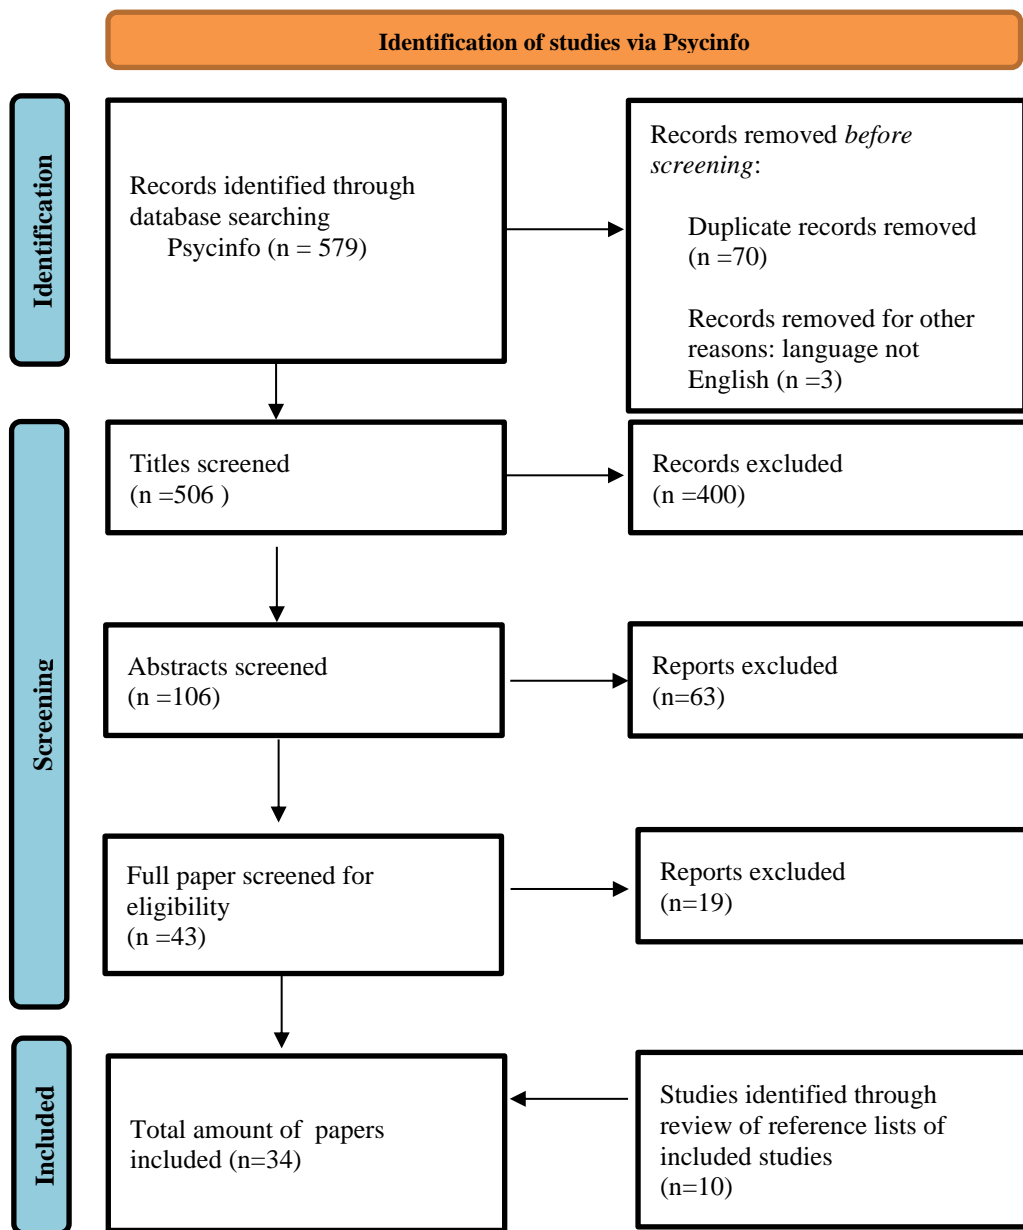 Identification of studies via Psycinfo
Identification
Records identified through
database searching
Psycinfo (n = 579)
Records removed before
screening:
Duplicate records removed
(n =70)
Records removed for other
reasons: language not
English (n =3)
Screening
Titles screened
(n =506 )
Records excluded
(n =400)
Abstracts screened
(n =106)
Reports excluded
(n=63)
Full paper screened for
eligibility
(n =43)
Reports excluded
(n=19)
Included
Total amount of papers
included (n=34)
Studies identified through
review of reference lists of
included studies
(n=10)